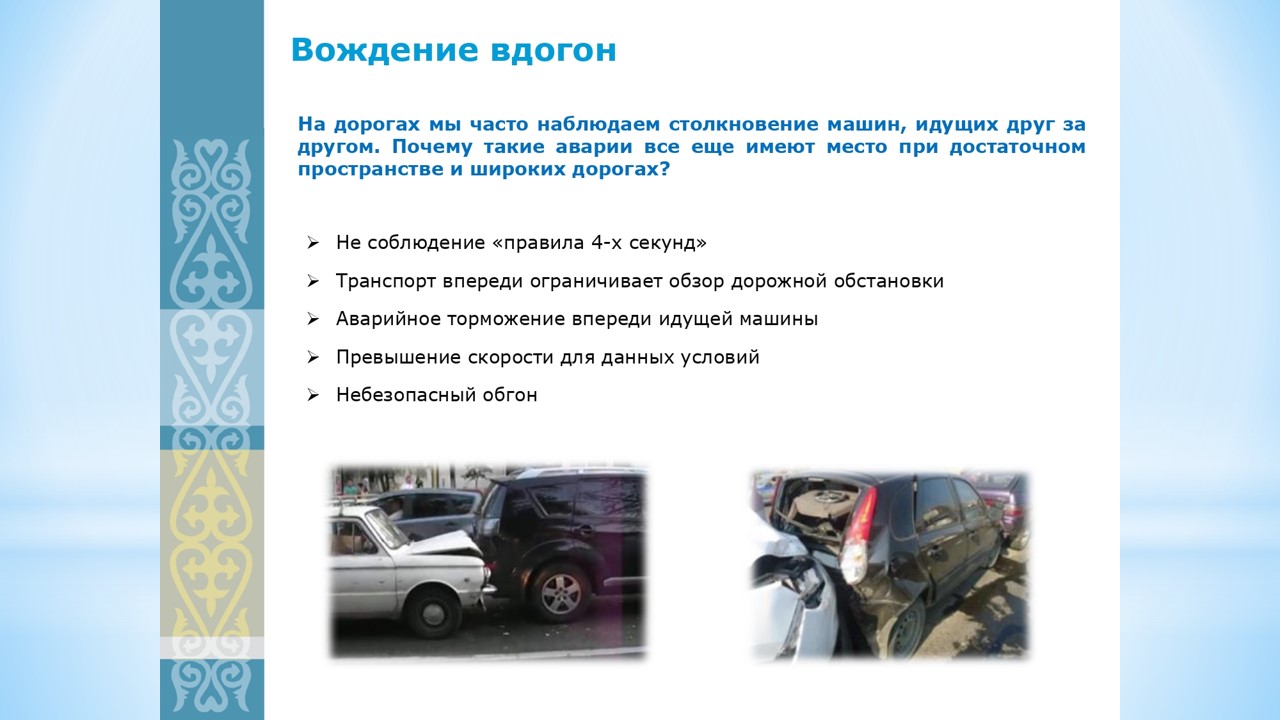 Вождение вдогон
На дорогах мы часто наблюдаем столкновение машин, идущих друг за
другом. Почему такие аварии все еще имеют место при достаточном
пространстве и широких дорогах?
Не соблюдение «правила 4-х секунд»
Транспорт впереди ограничивает обзор дорожной обстановки
Аварийное торможение впереди идущей машины
Превышение скорости для данных условий
Небезопасный обгон